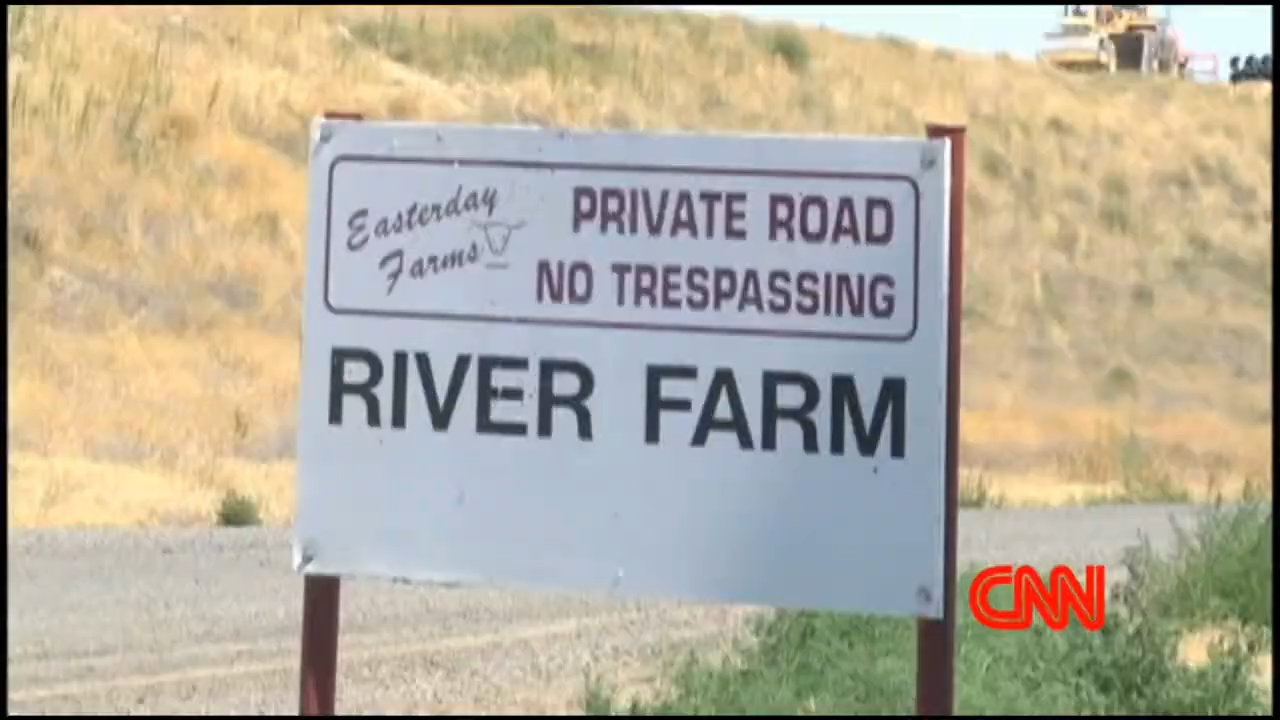 Easterday
Farms
PRIVATE ROAD
NO TRESPASSING
RIVER FARM
CNN